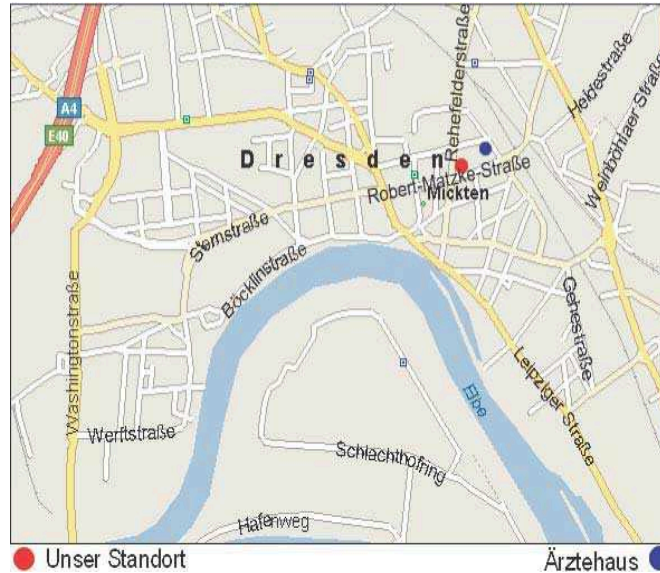 Rehefelderstraße
Heidestraße
Weinböhlaer Straße
A4
E40
Dresden
Robert-Matzke-Straße
Mickten
Sternstraße
Böcklinstraße
Washingtonstraße
Gehestraße
Leipziger Straße
Elbe
Werftstraße
Schlachthofring
Hafenweg
Unser Standort
Ärztehaus